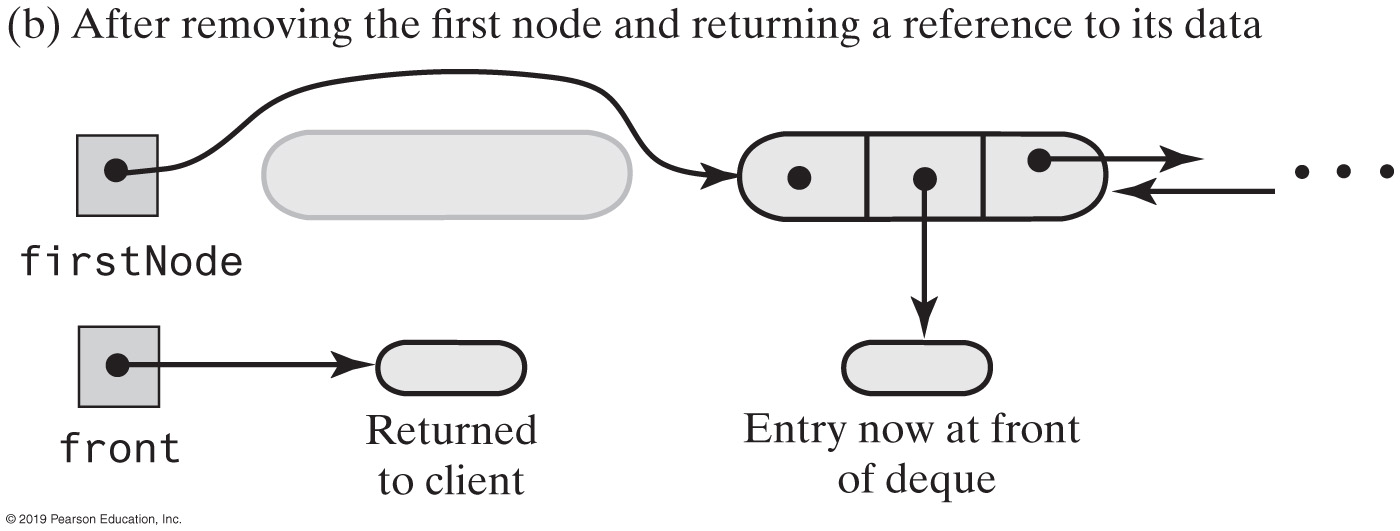 (b) After removing the first node and returning a reference to its data
firstNode
front
Returned
to client
Entry now at front
of deque
© 2019 Pearson Education, Inc.